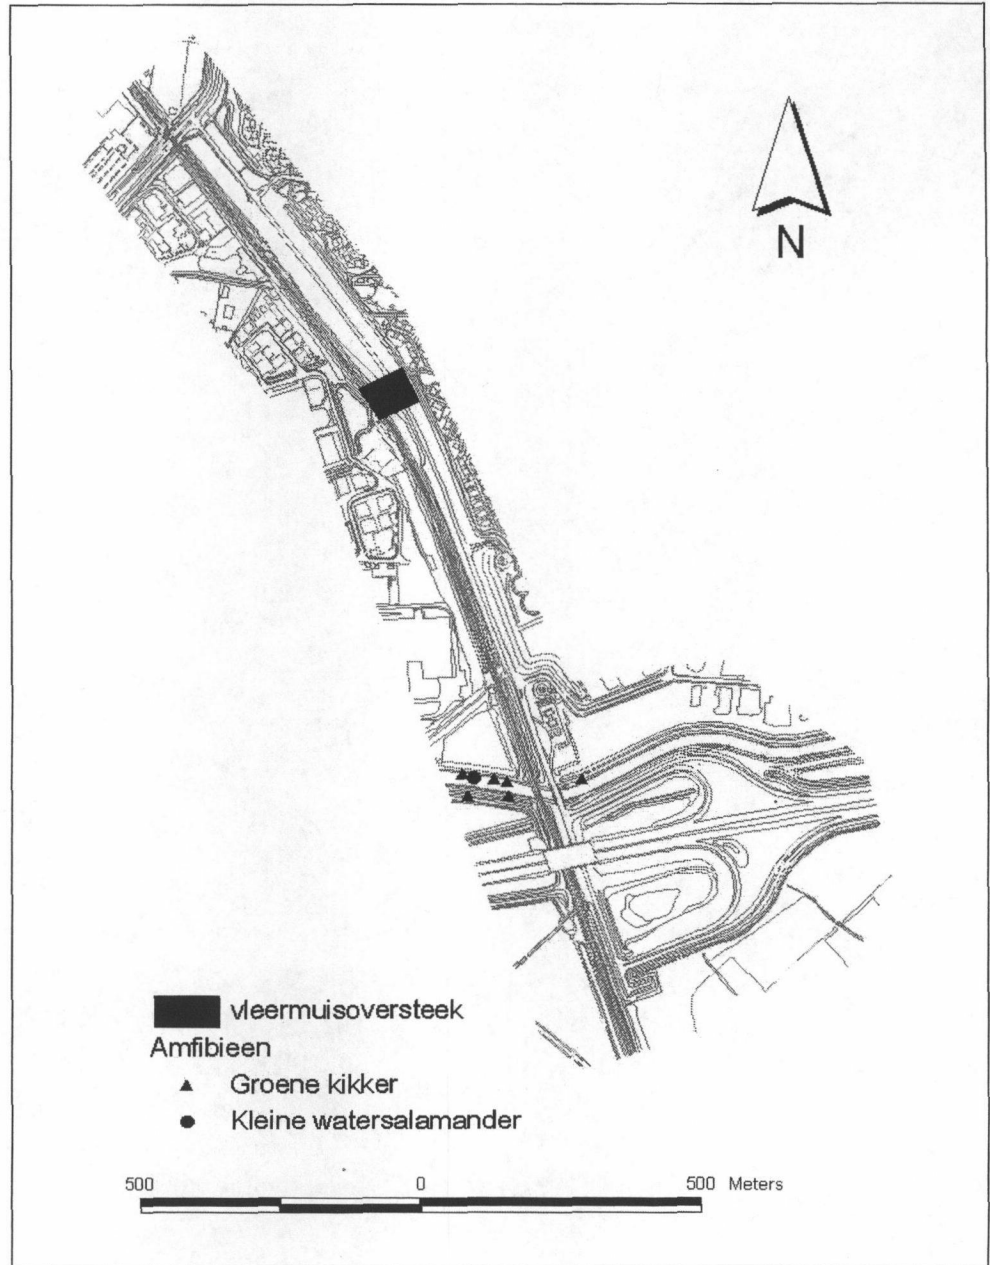 N
vleermuisoversteek
Amfibieen
Groene kikker
Kleine watersalamander
500 0 500 Meters